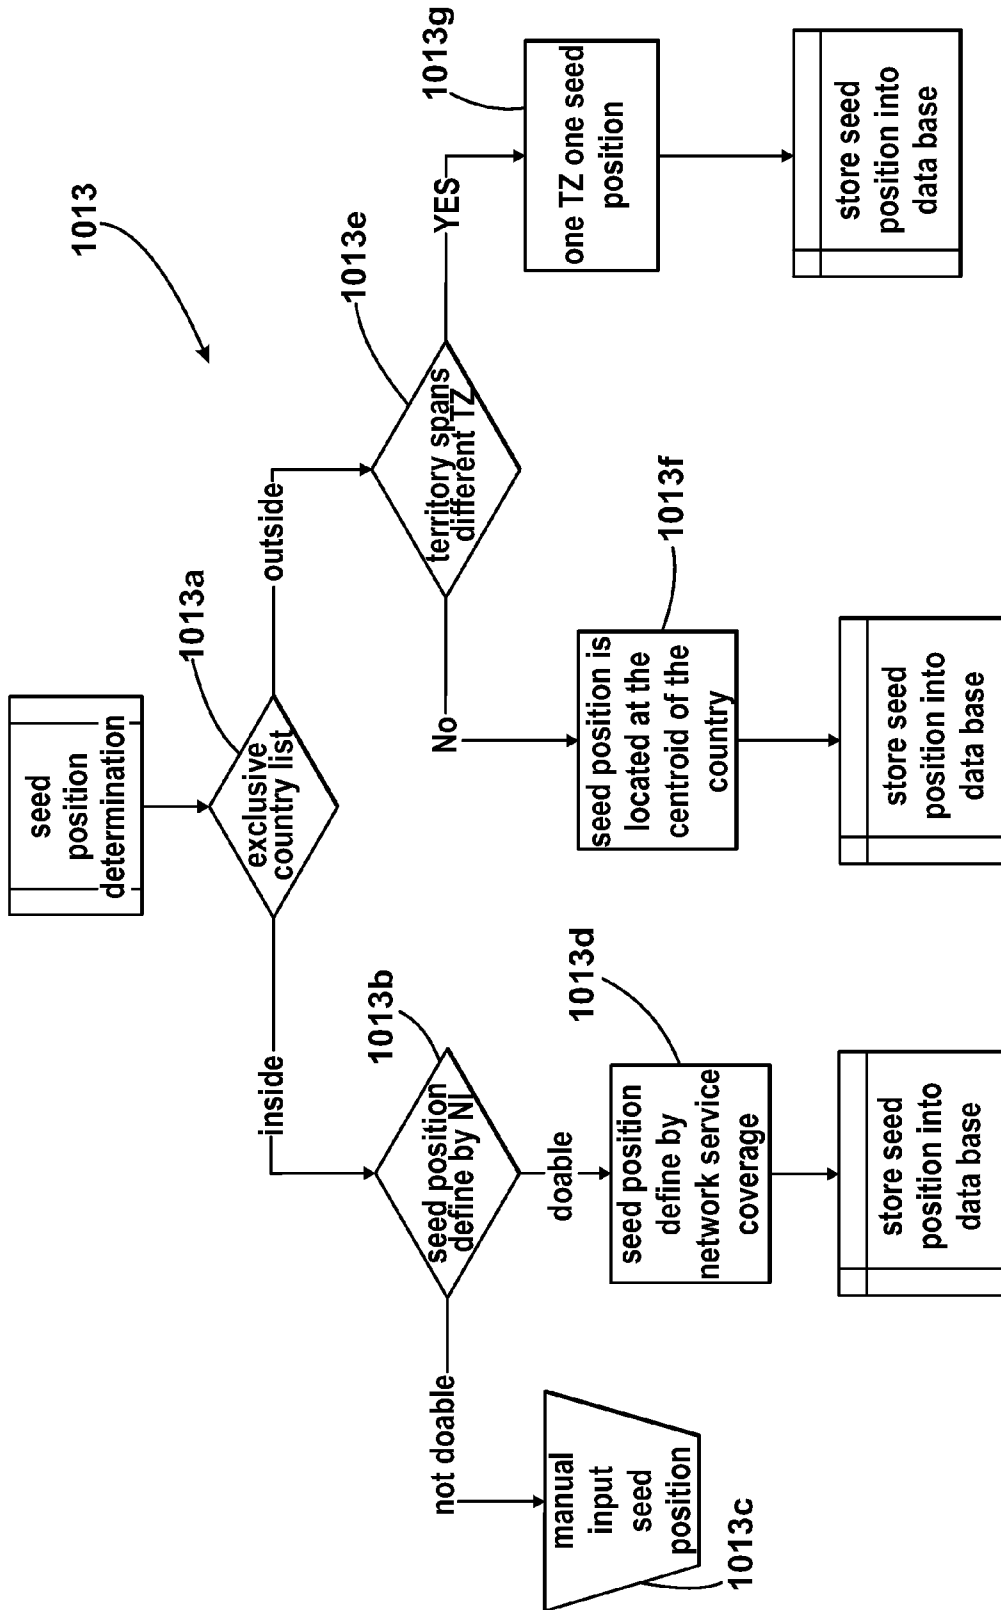 1013
seed
position
determination
1013a
exclusive
country list
inside
outside
1013b
seed position
define by NI
not doable
doable
manual
input
seed
position
1013c
1013d
seed position
define by
network service
coverage
store seed
position into
data base
1013e
territory spans
different TZ
No
YES
1013f
seed position is
located at the
centroid of the
country
store seed
position into
data base
1013g
one TZ one seed
position
store seed
position into
data base